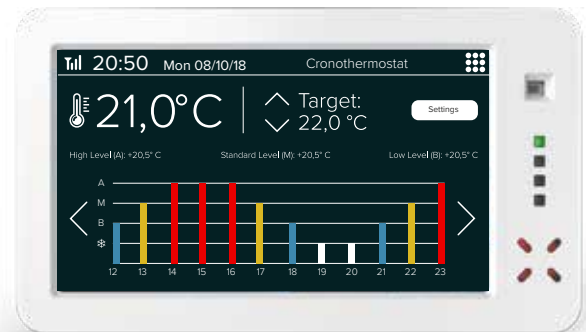 20:50 Mon 08/10/18 Cronothermostat
21,0°C
Target:
22,0 °C
Settings
High Level (A): +20,5° C Standard Level (M): +20,5° C Low Level (B): +20,5° C
A
M
B
12 13 14 15 16 17 18 19 20 21 22 23